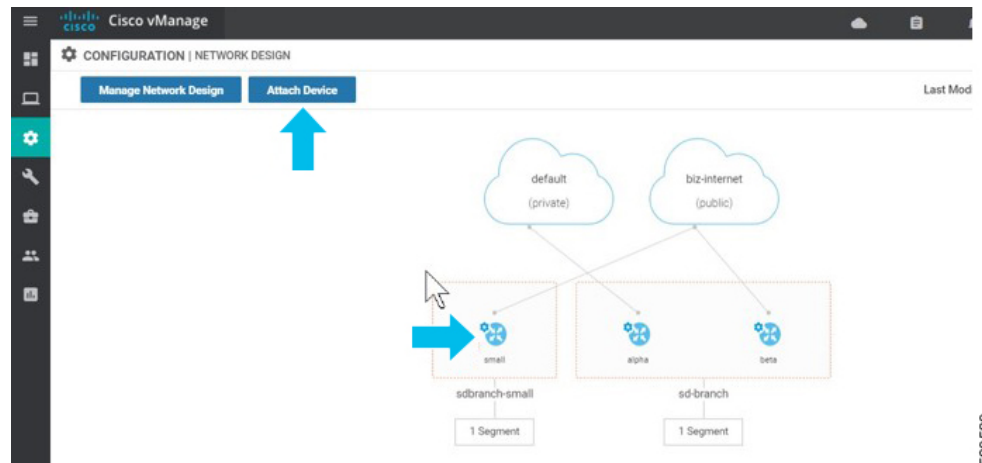 cisco Cisco vManage
CONFIGURATION | NETWORK DESIGN
Manage Network Design Attach Device Last Mod
default biz-internet
(private) (public)
small alpha beta
sdbranch-small sd-branch
1 Segment 1 Segment